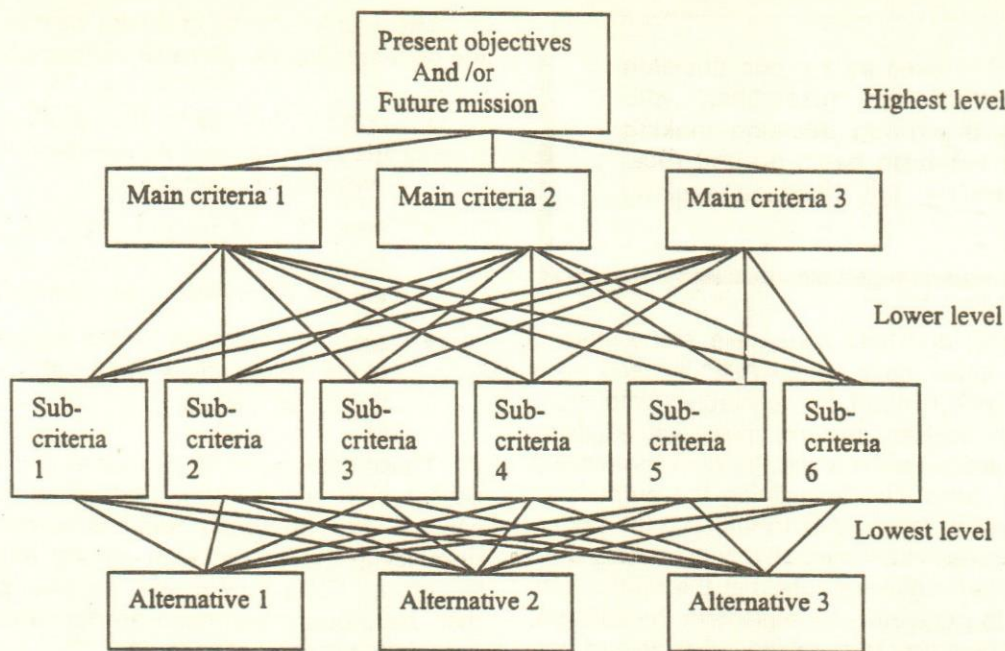 Present objectives
And /or
Future mission
Highest level
Main criteria 1
Main criteria 2
Main criteria 3
Lower level
Sub-
criteria
1
Sub-
criteria
2
Sub-
criteria
3
Sub-
criteria
4
Sub-
criteria
5
Sub-
criteria
6
Lowest level
Alternative 1
Alternative 2
Alternative 3